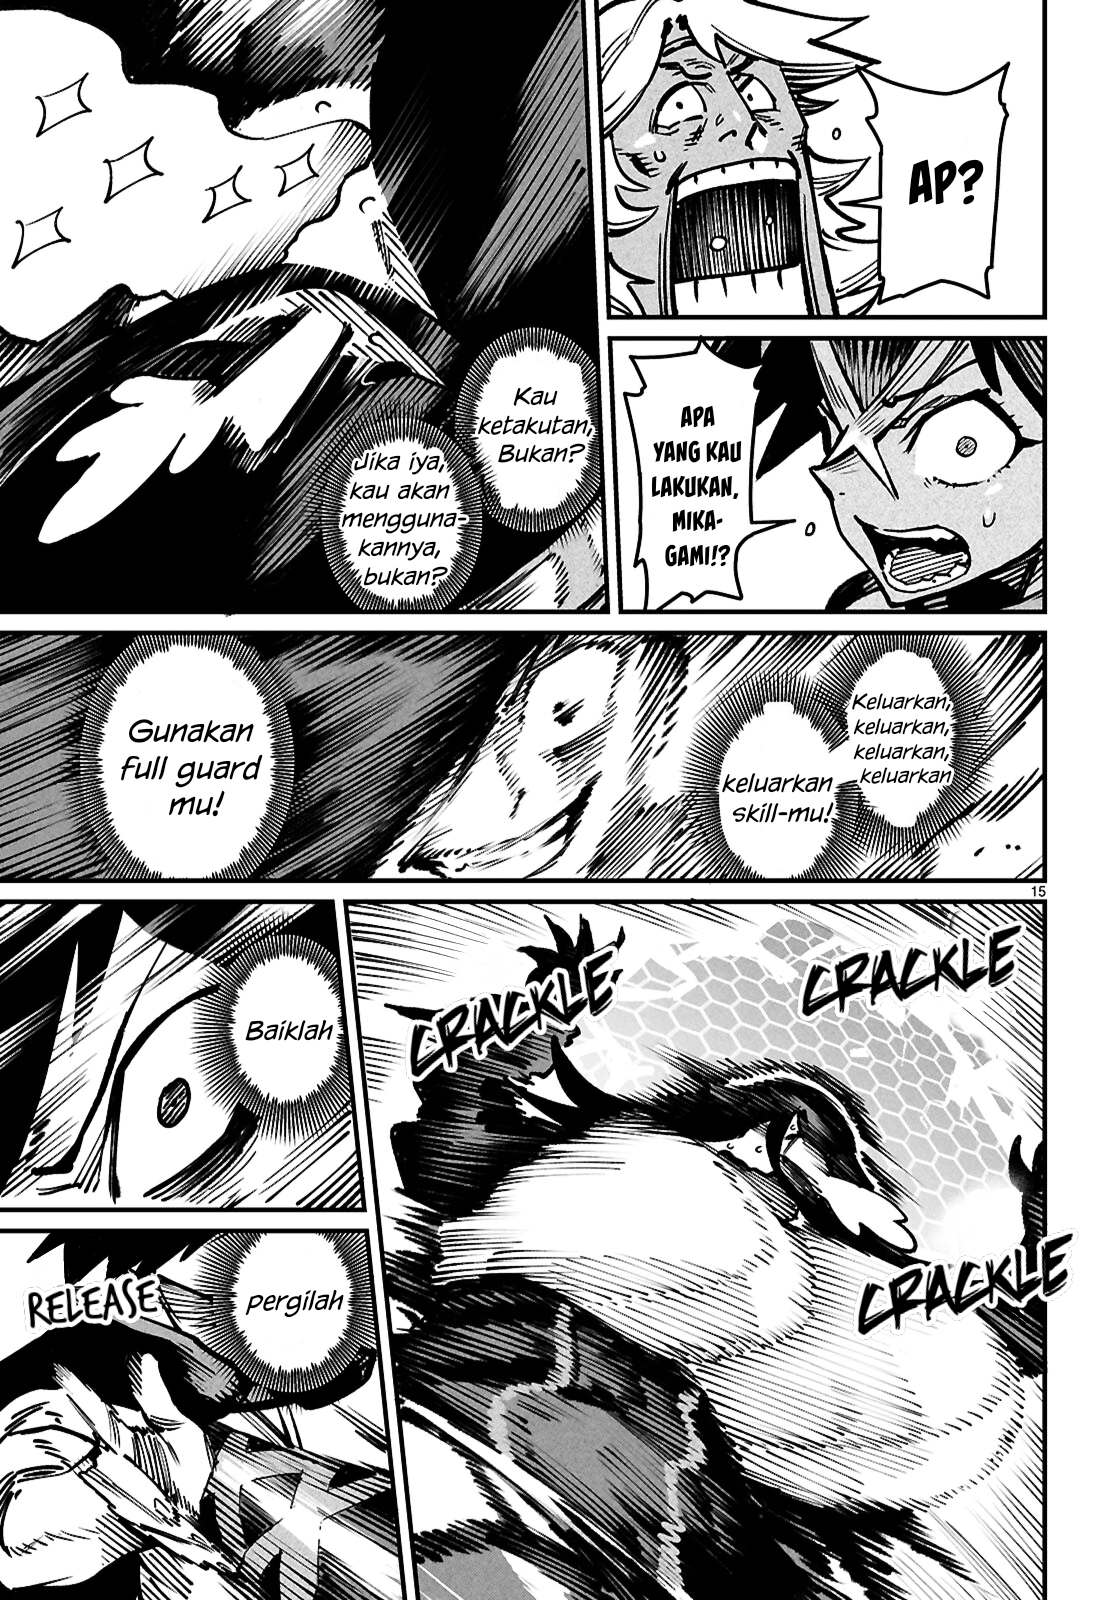 AP?
APA
YANG KAU
LAKUKAN,
MIKA-
GAMI!?
Kau
ketakutan,
Bukan?
Jika iya,
kau akan
mengguna-
kannya,
bukan?
Keluarkan,
keluarkan,
keluarkan,
keluarkan
keluarkan
skill-mu!
Gunakan
full guard
mu!
15
CRACKLE
CRACKLE
CRACKLE
Baiklah
pergilah
RELEASE